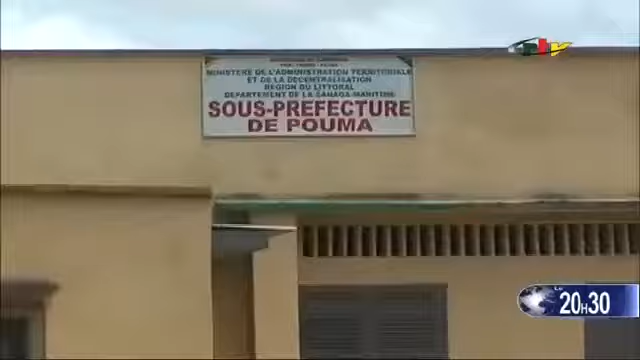 MINISTERE DE L'ADMINISTRATION TERRITORIALE
ET DE LA DECENTRALISATION
REGION DU LITTORAL
DEPARTEMENT DE LA SANAGA-MARITIME
SOUS-PREFECTURE
DE POUMA
Le
20H30